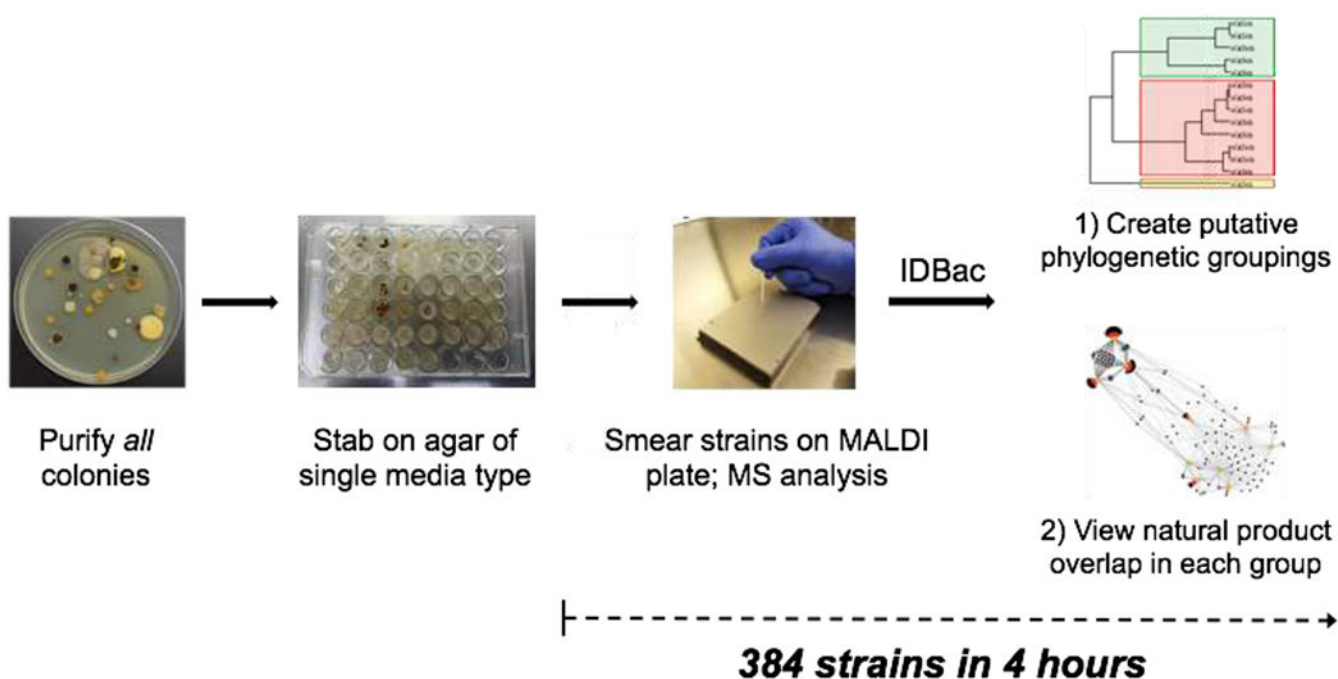 1) Create putative
phylogenetic groupings
IDBac
Purify all
colonies
Stab on agar of
single media type
Smear strains on MALDI
plate; MS analysis
2) View natural product
overlap in each group
384 strains in 4 hours